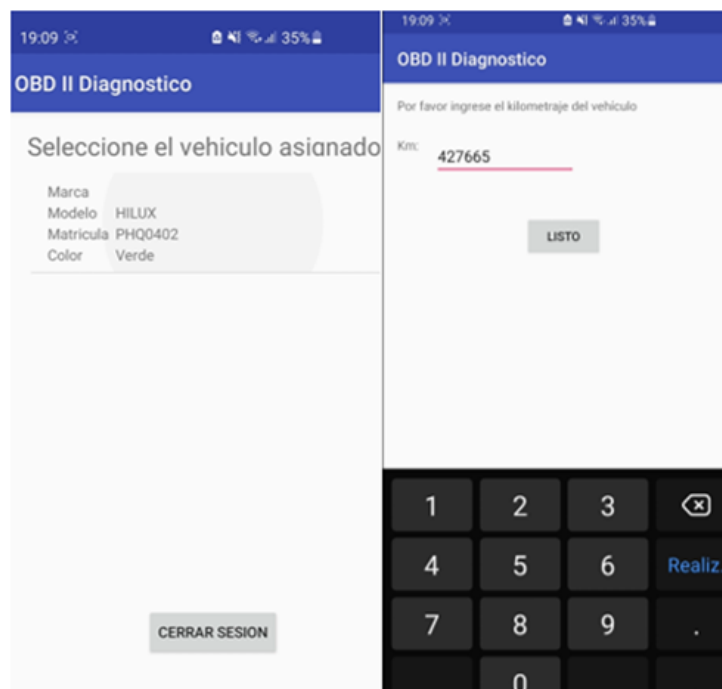 19:09 35%
OBD II Diagnostico
Seleccione el vehiculo asignado
Marca
Modelo HILUX
Matricula PHQ0402
Color Verde
CERRAR SESION
19:09 35%
OBD II Diagnostico
Por favor ingrese el kilometraje del vehiculo
Km: 427665
LISTO
1 2 3
4 5 6 Realiz
7 8 9 .
0